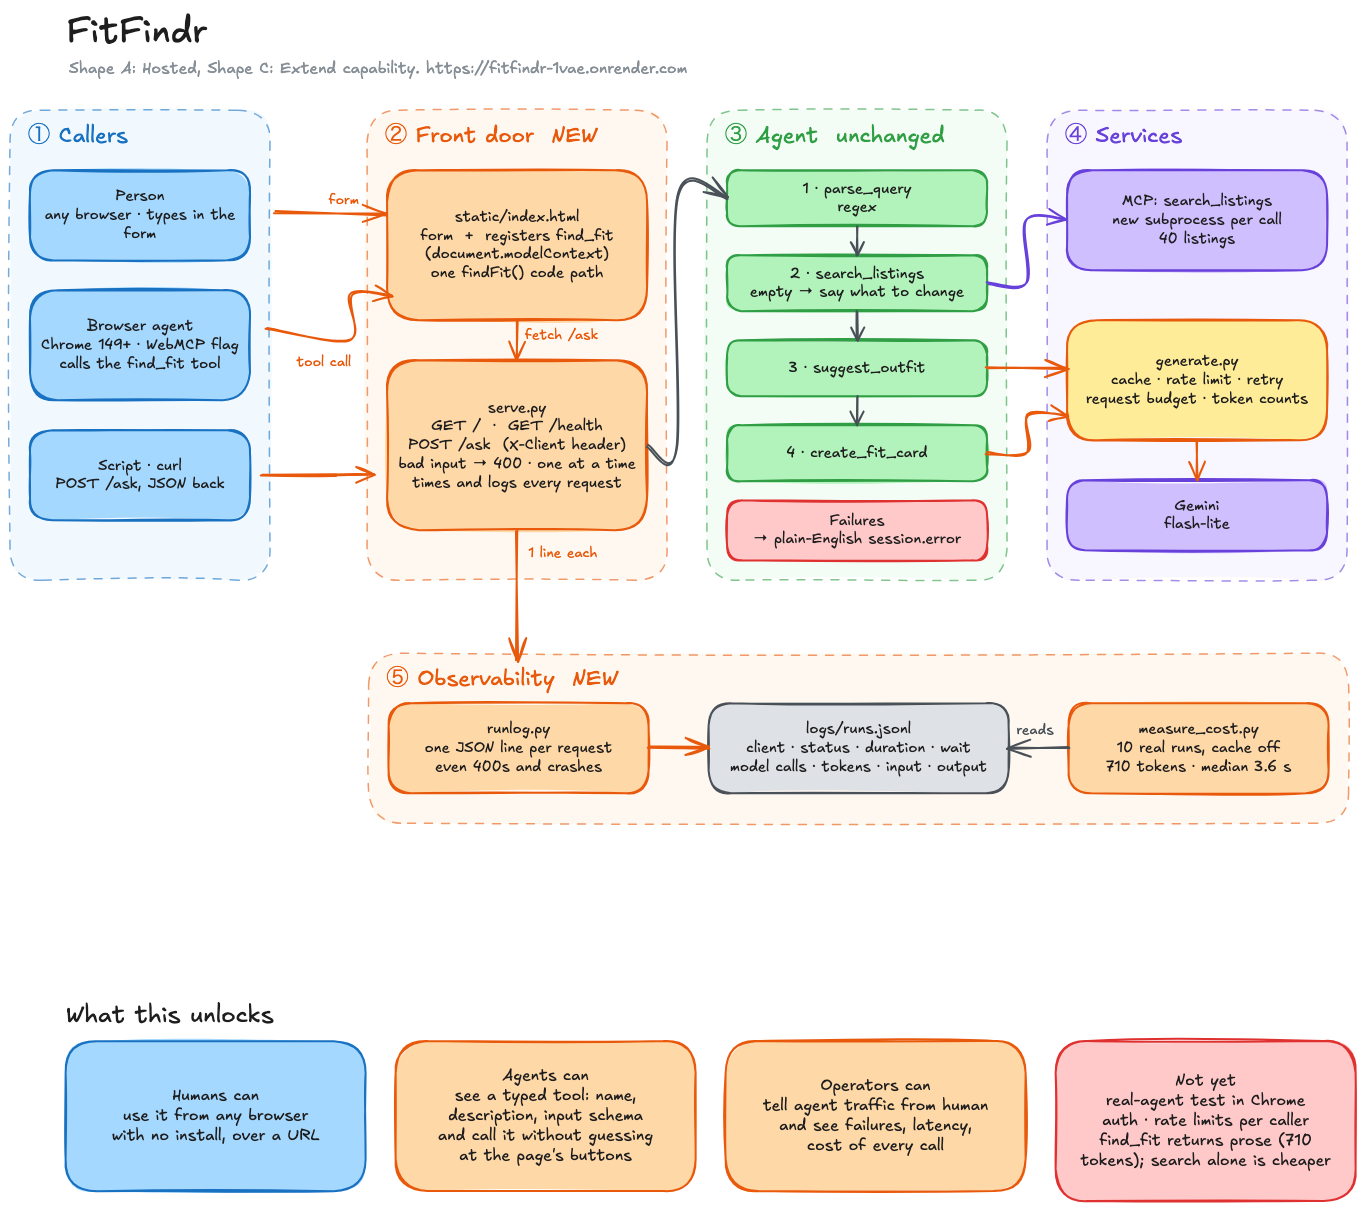 FitFindr
Shape A: Hosted, Shape C: Extend capability. https://fitfindr-1vae.onrender.com
① Callers
Person
any browser · types in the
form
Browser agent
Chrome 149+ · WebMCP flag
calls the find_fit tool
Script · curl
POST /ask, JSON back
form
tool call
② Front door NEW
static/index.html
form + registers find_fit
(document.modelContext)
one findFit() code path
fetch /ask
serve.py
GET / · GET /health
POST /ask (X-Client header)
bad input → 400 · one at a time
times and logs every request
1 line each
③ Agent unchanged
1 · parse_query
regex
2 · search_listings
empty → say what to change
3 · suggest_outfit
4 · create_fit_card
Failures
→ plain-English session.error
④ Services
MCP: search_listings
new subprocess per call
40 listings
generate.py
cache · rate limit · retry
request budget · token counts
Gemini
flash-lite
⑤ Observability NEW
runlog.py
one JSON line per request
even 400s and crashes
logs/runs.jsonl
client · status · duration · wait
model calls · tokens · input · output
reads
measure_cost.py
10 real runs, cache off
710 tokens · median 3.6 s
What this unlocks
Humans can
use it from any browser
with no install, over a URL
Agents can
see a typed tool: name,
description, input schema
and call it without guessing
at the page's buttons
Operators can
tell agent traffic from human
and see failures, latency,
cost of every call
Not yet
real-agent test in Chrome
auth · rate limits per caller
find_fit returns prose (710
tokens); search alone is cheaper